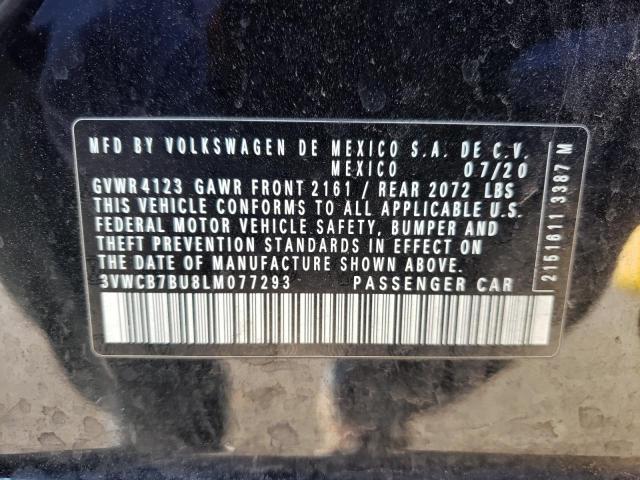 MFD BY VOLKSWAGEN DE MEXICO S.A. DE C.V.
MEXICO 07/20
GVWR4123 GAWR FRONT 2161 / REAR 2072 LBS
THIS VEHICLE CONFORMS TO ALL APPLICABLE U.S.
FEDERAL MOTOR VEHICLE SAFETY, BUMPER AND
THEFT PREVENTION STANDARDS IN EFFECT ON
THE DATE OF MANUFACTURE SHOWN ABOVE.
3VWCB7BU8LM077293 PASSENGER CAR
2151611 3387 M